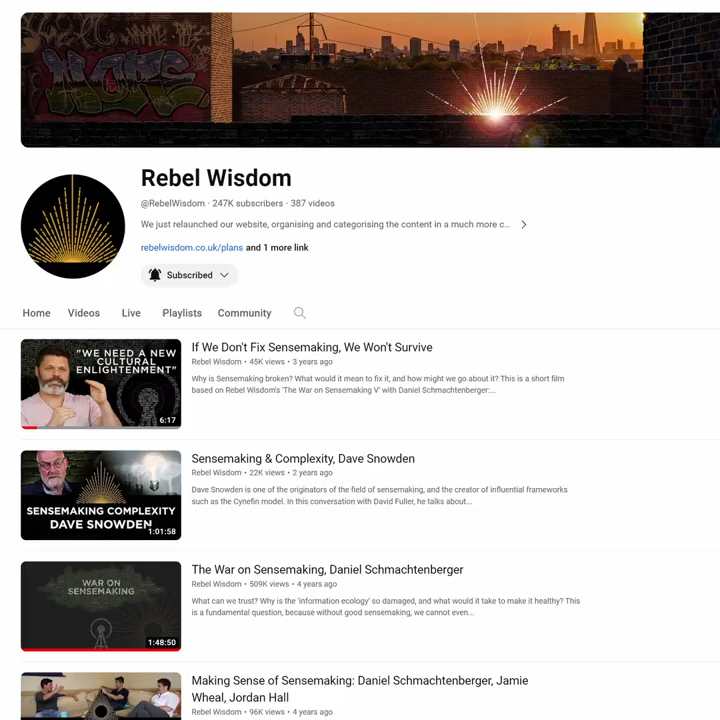 Rebel Wisdom
@RebelWisdom · 247K subscribers · 387 videos
We just relaunched our website, organising and categorising the content in a much more c...
rebelwisdom.co.uk/plans and 1 more link
Subscribed
Home Videos Live Playlists Community
"WE NEED A NEW
CULTURAL
ENLIGHTENMENT"
6:17
If We Don't Fix Sensemaking, We Won't Survive
Rebel Wisdom • 45K views • 3 years ago
Why is Sensemaking broken? What would it mean to fix it, and how might we go about it? This is a short film
based on Rebel Wisdom's 'The War on Sensemaking V' with Daniel Schmachtenberger:...
SENSEMAKING COMPLEXITY
DAVE SNOWDEN
1:01:58
Sensemaking & Complexity, Dave Snowden
Rebel Wisdom • 22K views • 2 years ago
Dave Snowden is one of the originators of the field of sensemaking, and the creator of influential frameworks
such as the Cynefin model. In this conversation with David Fuller, he talks about...
WAR ON
SENSEMAKING
1:48:50
The War on Sensemaking, Daniel Schmachtenberger
Rebel Wisdom • 509K views • 4 years ago
What can we trust? Why is the 'information ecology' so damaged, and what would it take to make it healthy? This
is a fundamental question, because without good sensemaking, we cannot even...
Making Sense of Sensemaking: Daniel Schmachtenberger, Jamie
Wheal, Jordan Hall
Rebel Wisdom • 96K views • 4 years ago